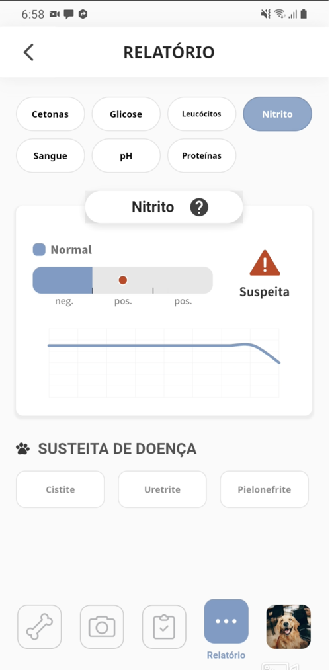 6:58
RELATÓRIO
Cetonas Glicose Leucócitos Nitrito
Sangue pH Proteínas
Nitrito ?
Normal
neg. pos. pos.
Suspeita
SUSTEITA DE DOENÇA
Cistite Uretrite Pielonefrite
Relatório